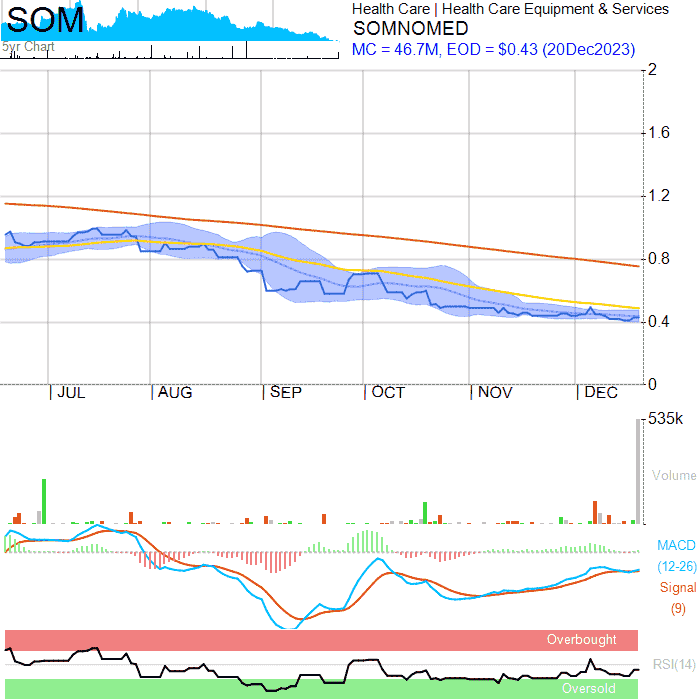 SOM
Health Care | Health Care Equipment & Services
SOMNOMED
5yr Chart
MC = 46.7M, EOD = $0.43 (20Dec2023)
2
1.6
1.2
0.8
0.4
0
JUL
AUG
SEP
OCT
NOV
DEC
535k
Volume
MACD
(12-26)
Signal
(9)
Overbought
RSI(14)
Oversold